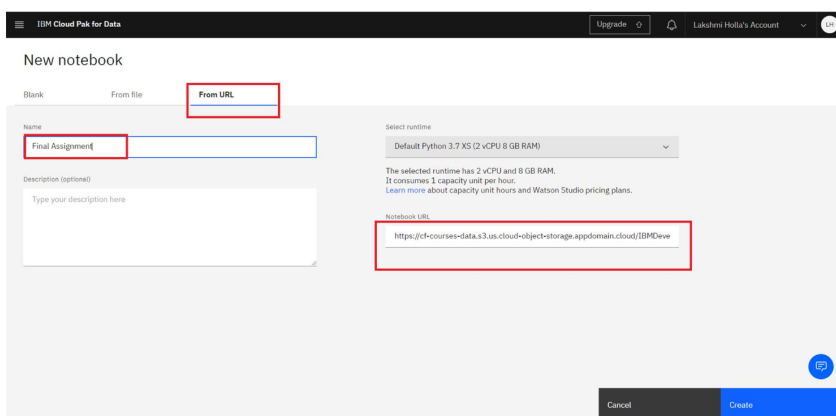 IBM Cloud Pak for Data
Upgrade
Lakshmi Holla's Account
LH
New notebook
Blank
From file
From URL
Name
Final Assignment
Description (optional)
Type your description here
Select runtime
Default Python 3.7 XS (2 vCPU 8 GB RAM)
The selected runtime has 2 vCPU and 8 GB RAM.
It consumes 1 capacity unit per hour.
Learn more about capacity unit hours and Watson Studio pricing plans.
Notebook URL
https://cf-courses-data.s3.us.cloud-object-storage.appdomain.cloud/IBMDeve
Cancel
Create